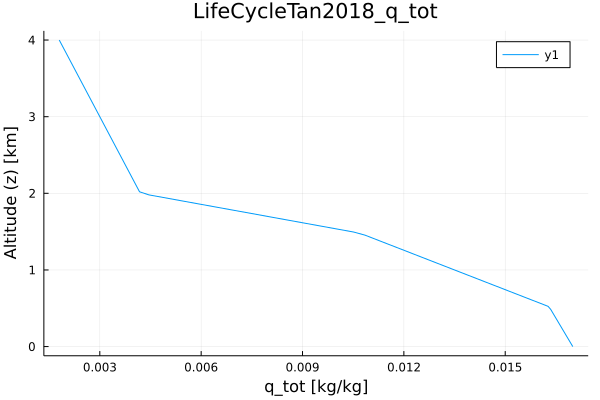 LifeCycleTan2018_q_tot
y1
Altitude (z) [km]
4
3
2
1
0
0.003 0.006 0.009 0.012 0.015
q_tot [kg/kg]